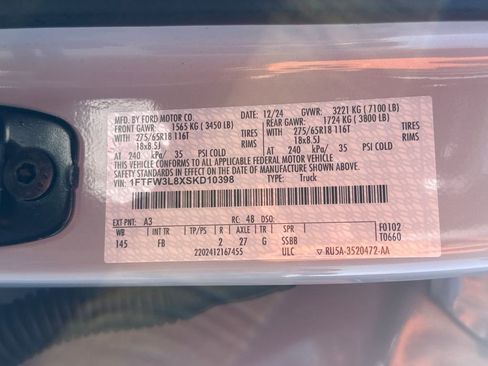 MFD. BY FORD MOTOR CO. 12/24 GVWR: 3221 KG (7100 LB)
FRONT GAWR: 1565 KG (3450 LB) REAR GAWR: 1724 KG (3800 LB)
WITH 275/65R18 116T TIRES WITH 275/65R18 116T TIRES
18x8.5J RIMS 18x8.5J RIMS
AT 240 kPa/ 35 PSI COLD AT 240 kPa/ 35 PSI COLD
THIS VEHICLE CONFORMS TO ALL APPLICABLE FEDERAL MOTOR VEHICLE
SAFETY STANDARDS IN EFFECT ON THE DATE OF MANUFACTURE SHOWN ABOVE.
VIN: 1FTFW3L8XSKD10398 TYPE: Truck
EXT PNT: A3 RC: 48 DSO: F0102
WB INT TR TP/PS R AXLE TR SPR T0660
145 FB 2 27 G SSBB
2202412167455 ULC RU5A-3520472-AA